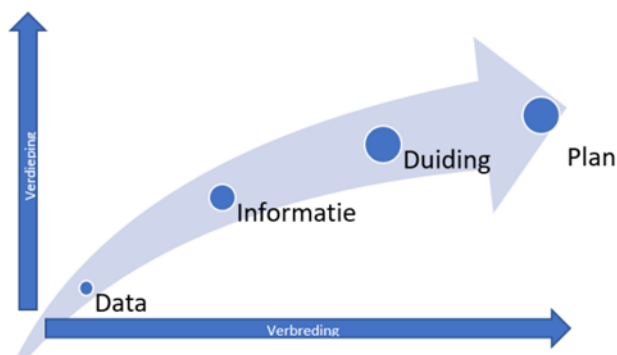 Verdieping
Data
Informatie
Duiding
Plan
Verbreding